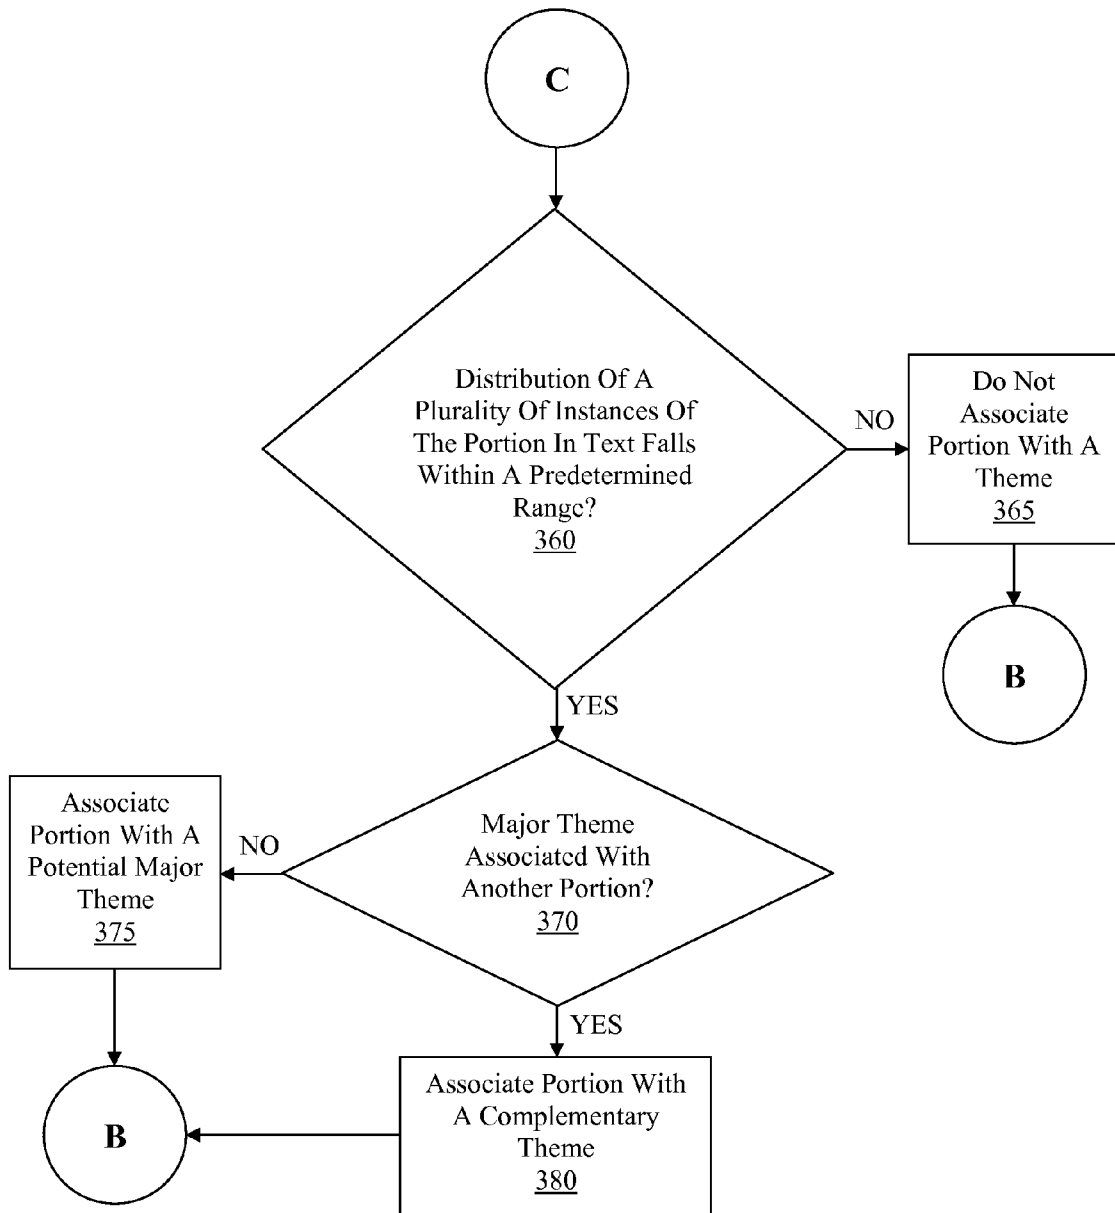 C
Distribution Of A
Plurality Of Instances Of
The Portion In Text Falls
Within A Predetermined
Range?
360
NO
Do Not
Associate
Portion With A
Theme
365
B
YES
Major Theme
Associated With
Another Portion?
370
NO
Associate
Portion With A
Potential Major
Theme
375
YES
Associate Portion With
A Complementary
Theme
380
B